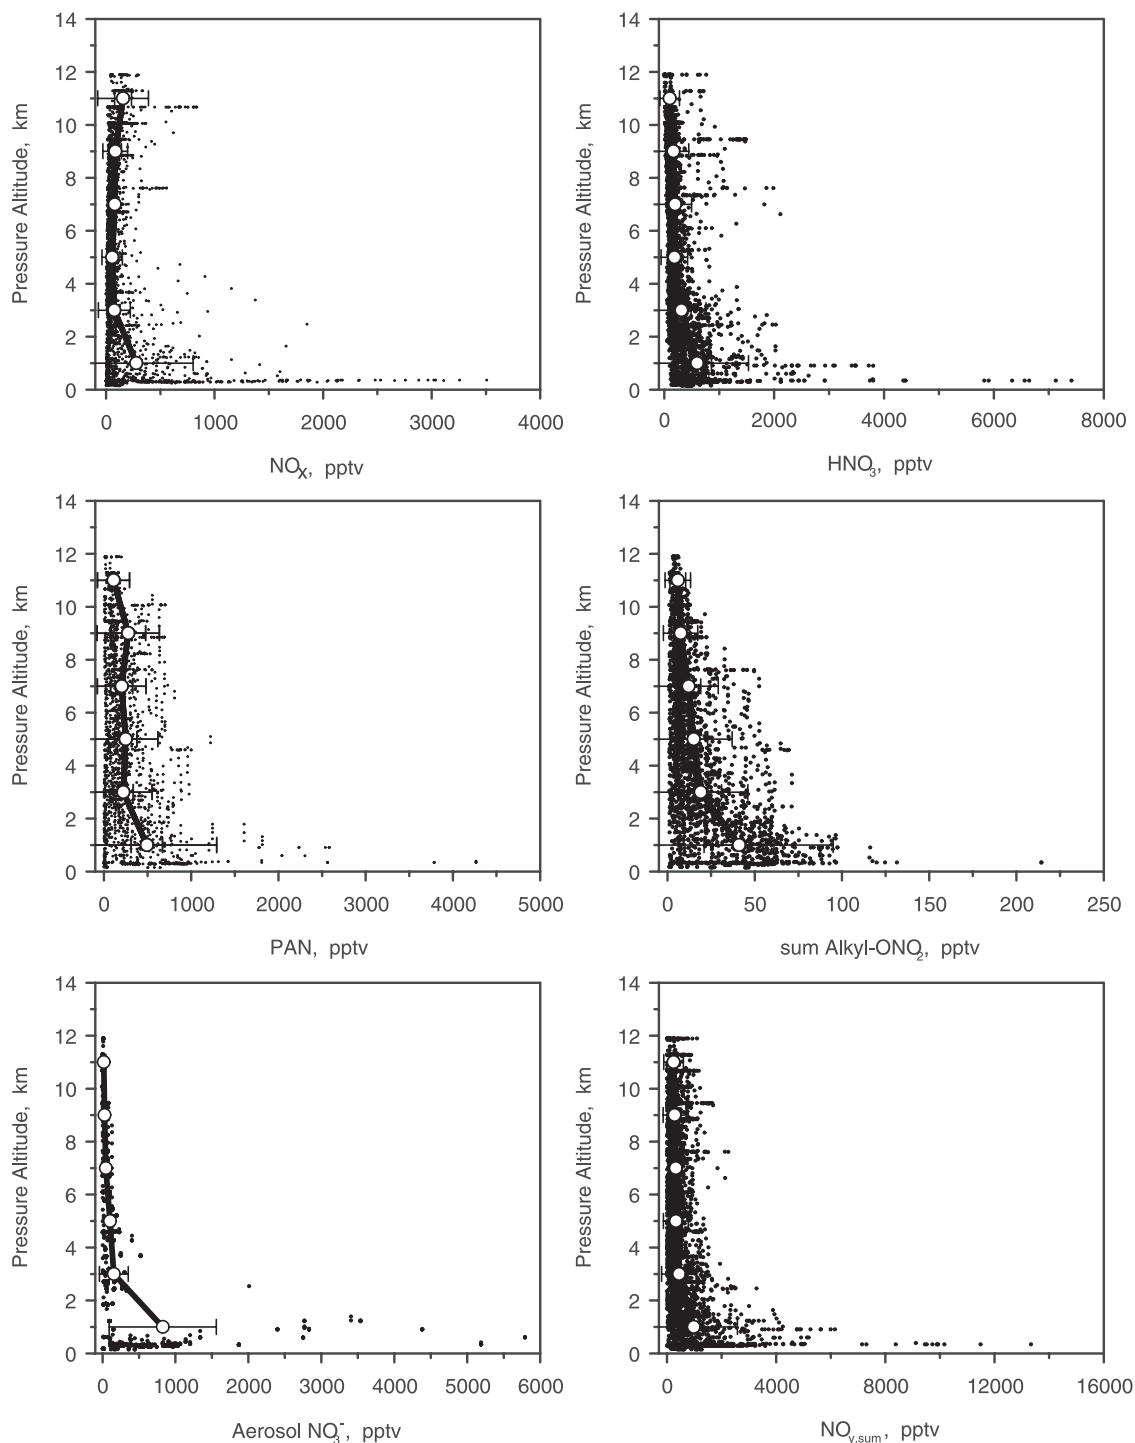 14
12
10
8
6
4
2
0
Pressure Altitude, km
0 1000 2000 3000 4000
NOX, pptv
14
12
10
8
6
4
2
0
Pressure Altitude, km
0 2000 4000 6000 8000
HNO3, pptv
14
12
10
8
6
4
2
0
Pressure Altitude, km
0 1000 2000 3000 4000 5000
PAN, pptv
14
12
10
8
6
4
2
0
Pressure Altitude, km
0 50 100 150 200 250
sum Alkyl-ONO2, pptv
14
12
10
8
6
4
2
0
Pressure Altitude, km
0 1000 2000 3000 4000 5000 6000
Aerosol NO3-, pptv
14
12
10
8
6
4
2
0
Pressure Altitude, km
0 4000 8000 12000 16000
NOy,sum, pptv